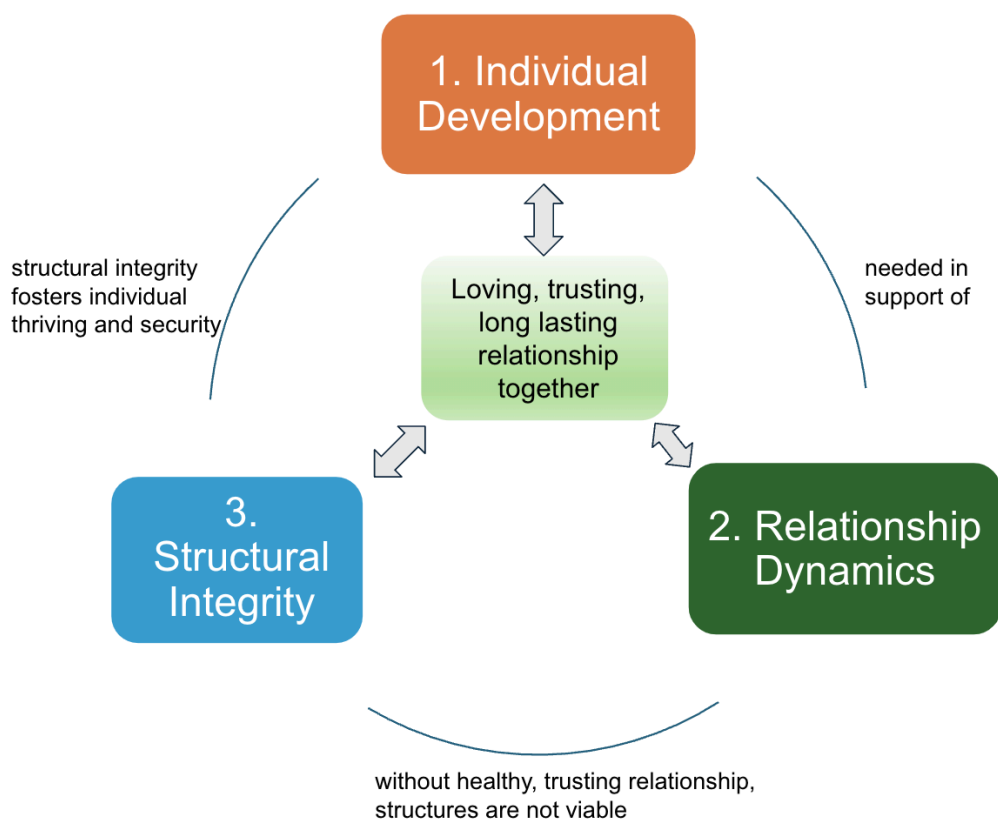 1. Individual
Development
structural integrity
fosters individual
thriving and security
needed in
support of
Loving, trusting,
long lasting
relationship
together
3.
Structural
Integrity
2. Relationship
Dynamics
without healthy, trusting relationship,
structures are not viable